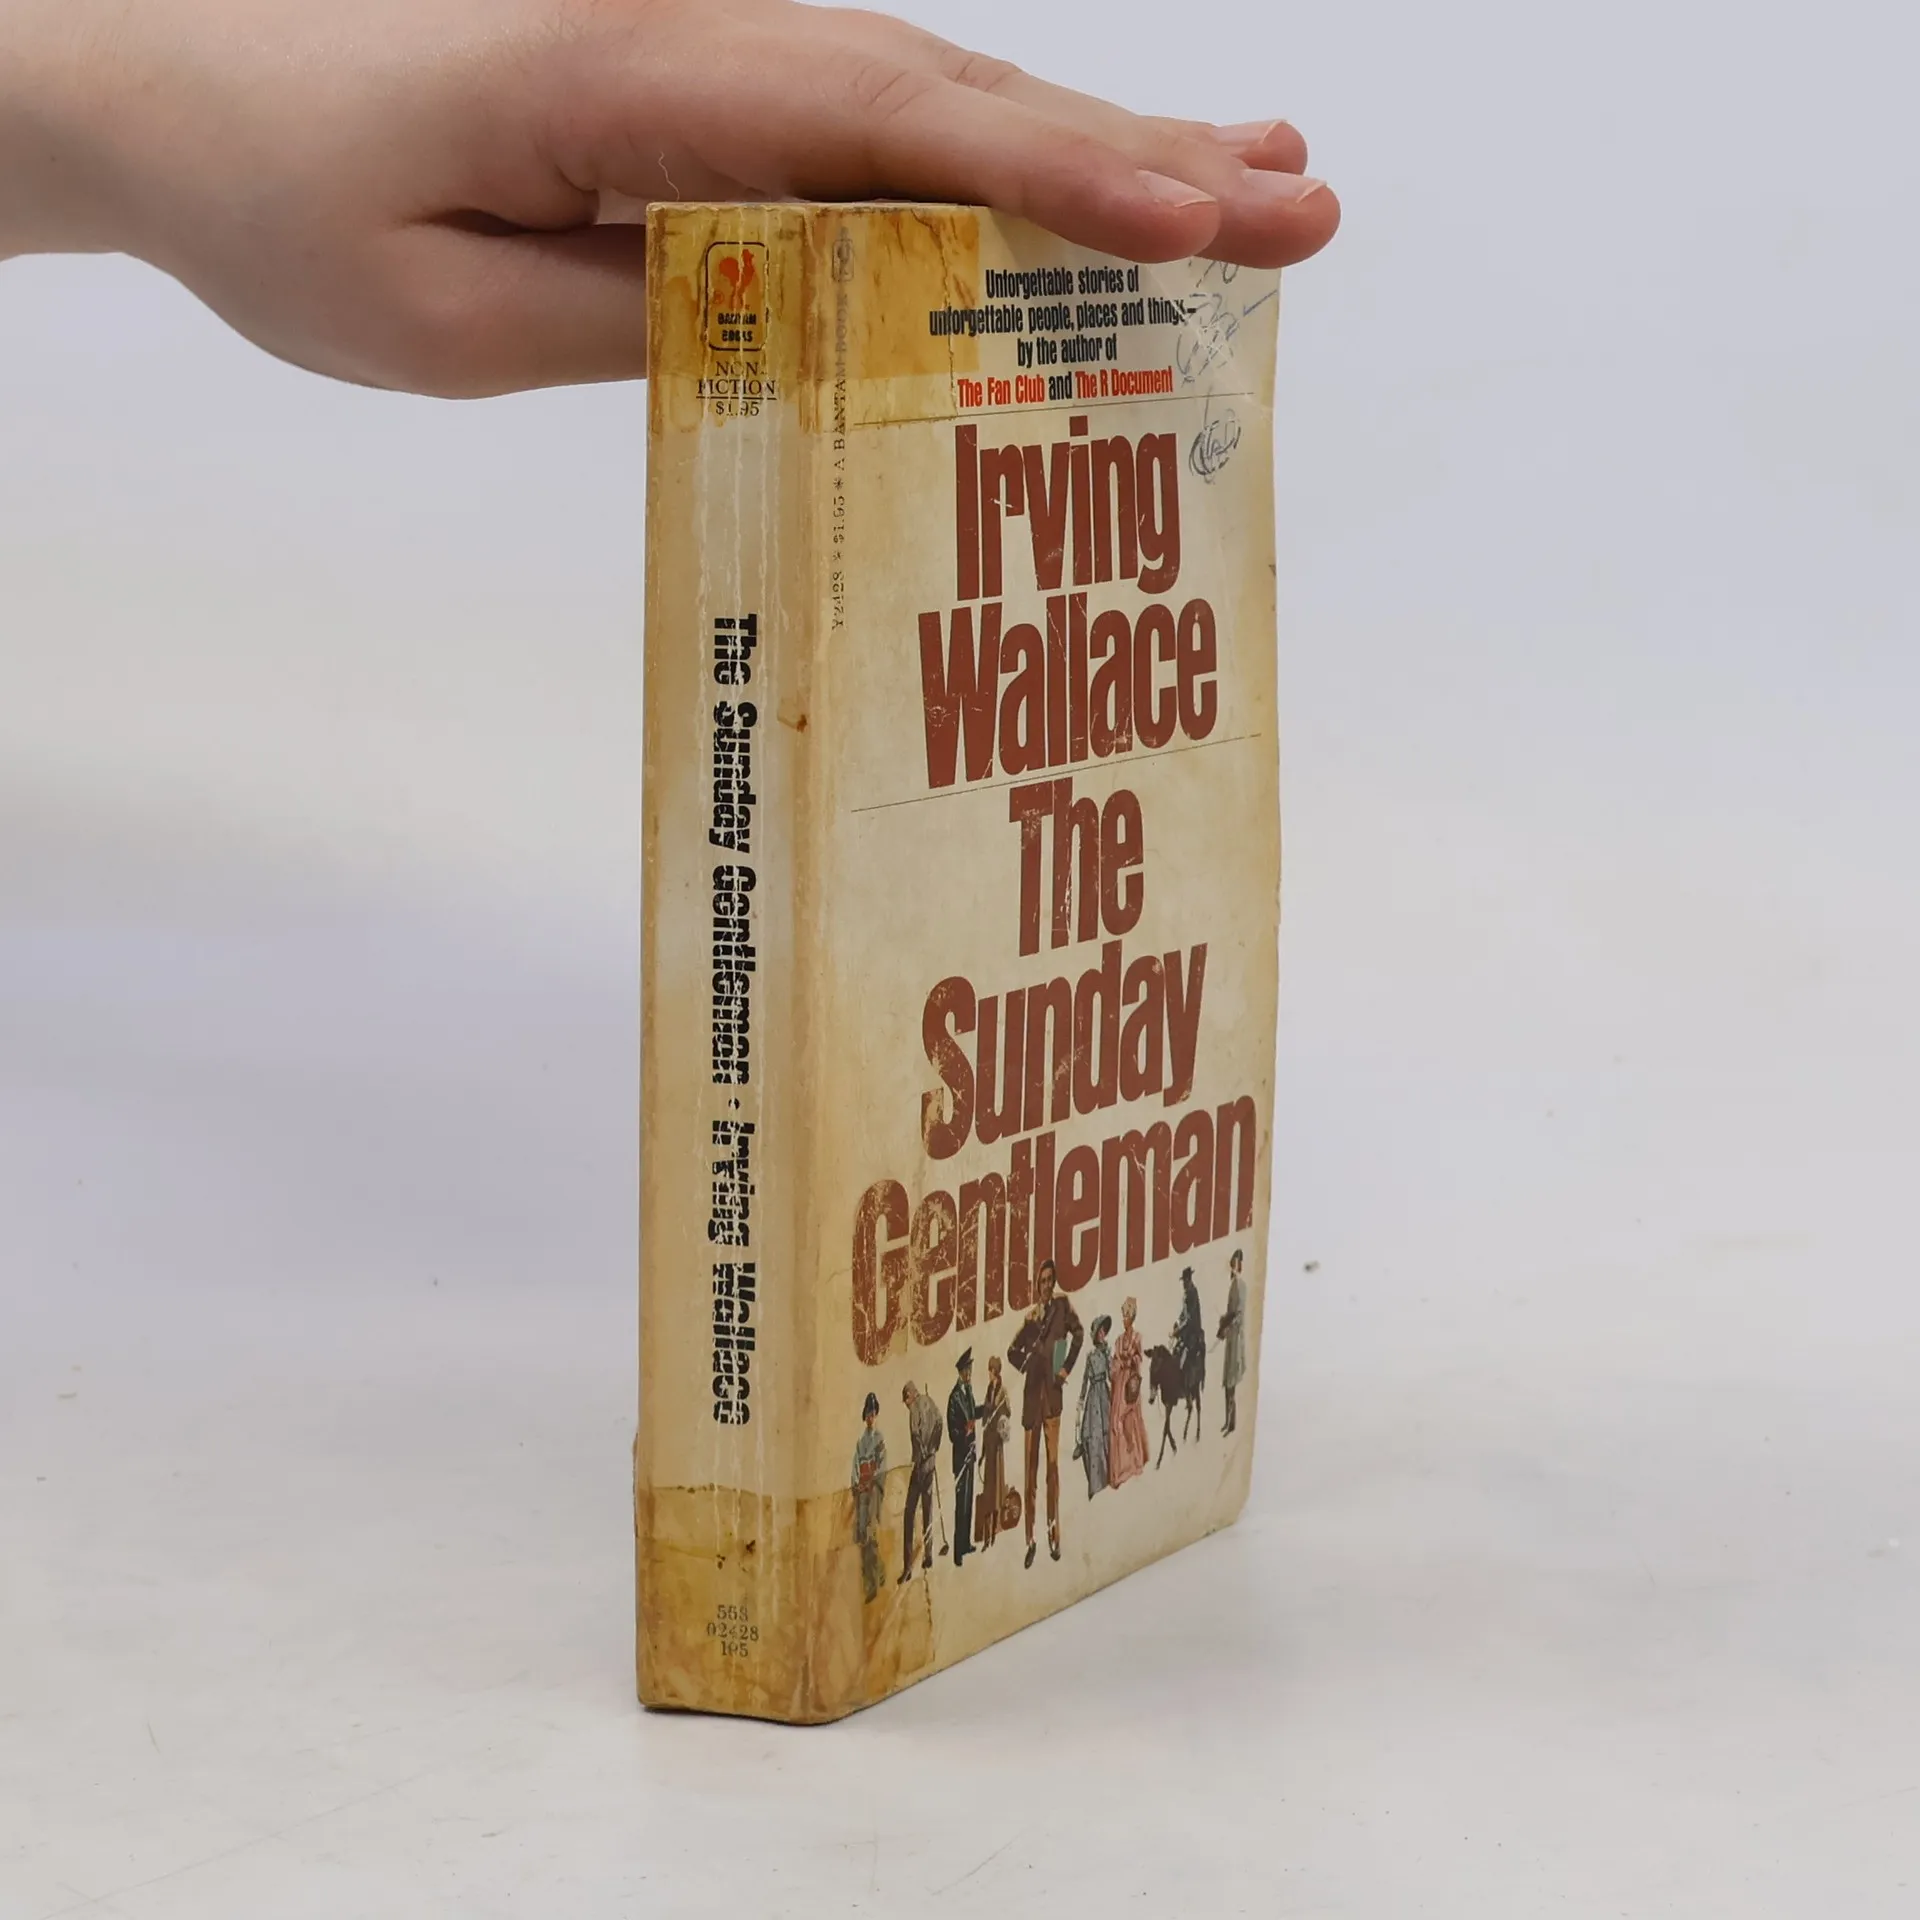 BANTAM
BOOKS
NON-
FICTION
$1.95
The Sunday Gentleman • Irving Wallace
553
02428
195
Y2428 * $1.95 * A BANTAM BOOK
Unforgettable stories of
unforgettable people, places and things—
by the author of
The Fan Club and The R Document
Irving
Wallace
The
Sunday
Gentleman